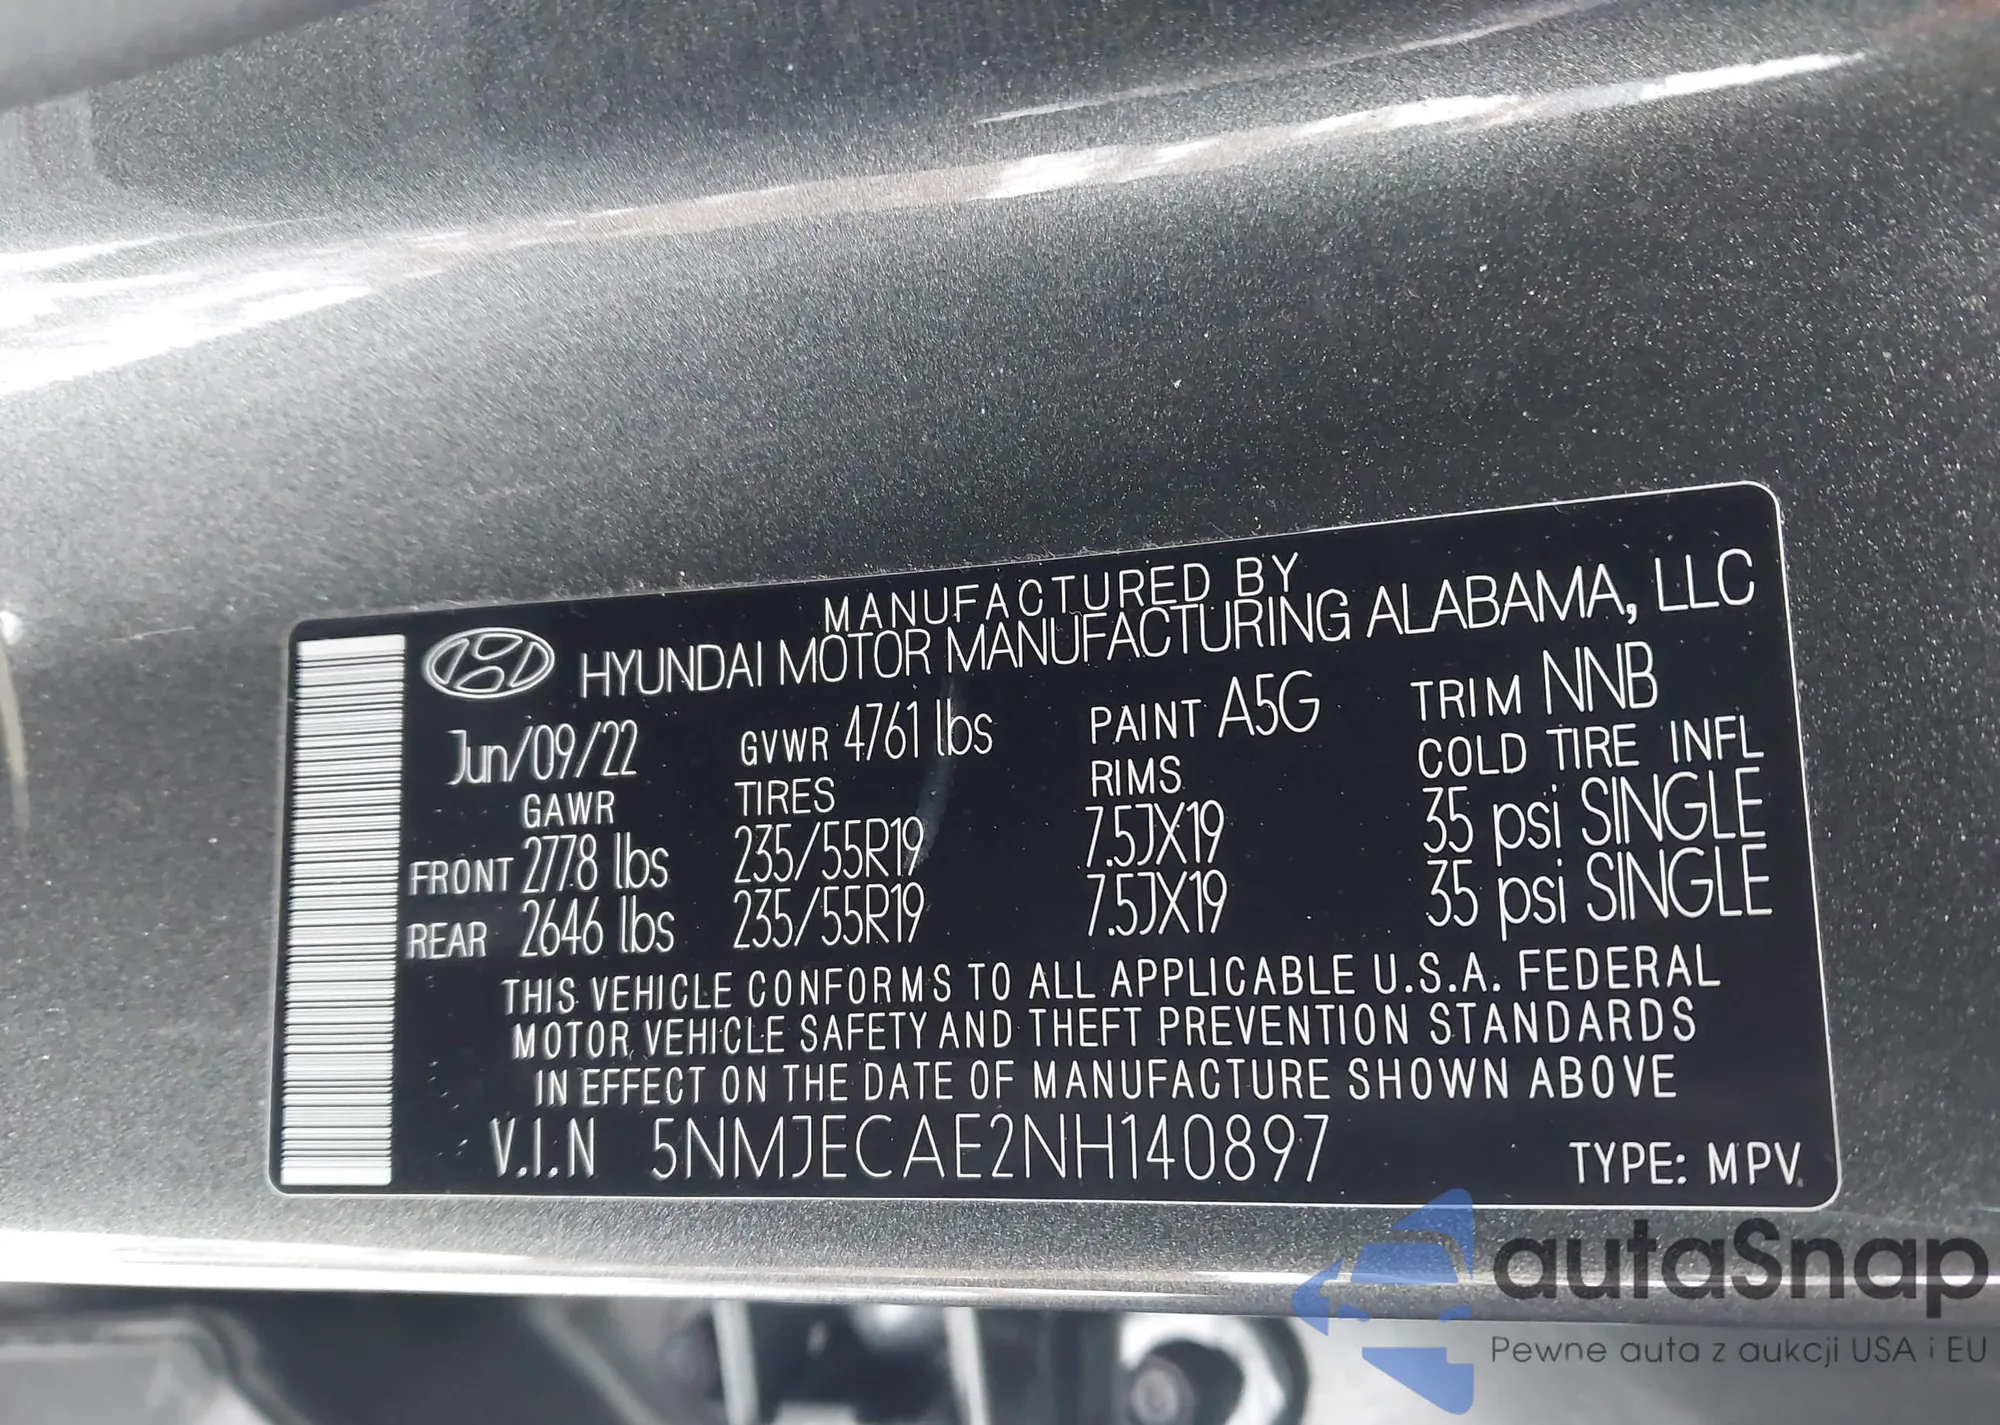 MANUFACTURED BY
HYUNDAI MOTOR MANUFACTURING ALABAMA, LLC
Jun/09/22 GVWR 4761 lbs PAINT A5G TRIM NNB
GAWR TIRES RIMS COLD TIRE INFL
FRONT 2778 lbs 235/55R19 7.5JX19 35 psi SINGLE
REAR 2646 lbs 235/55R19 7.5JX19 35 psi SINGLE
THIS VEHICLE CONFORMS TO ALL APPLICABLE U.S.A. FEDERAL
MOTOR VEHICLE SAFETY AND THEFT PREVENTION STANDARDS
IN EFFECT ON THE DATE OF MANUFACTURE SHOWN ABOVE
V.I.N 5NMJECAE2NH140897 TYPE: MPV
autaSnap
Pewne auta z aukcji USA i EU